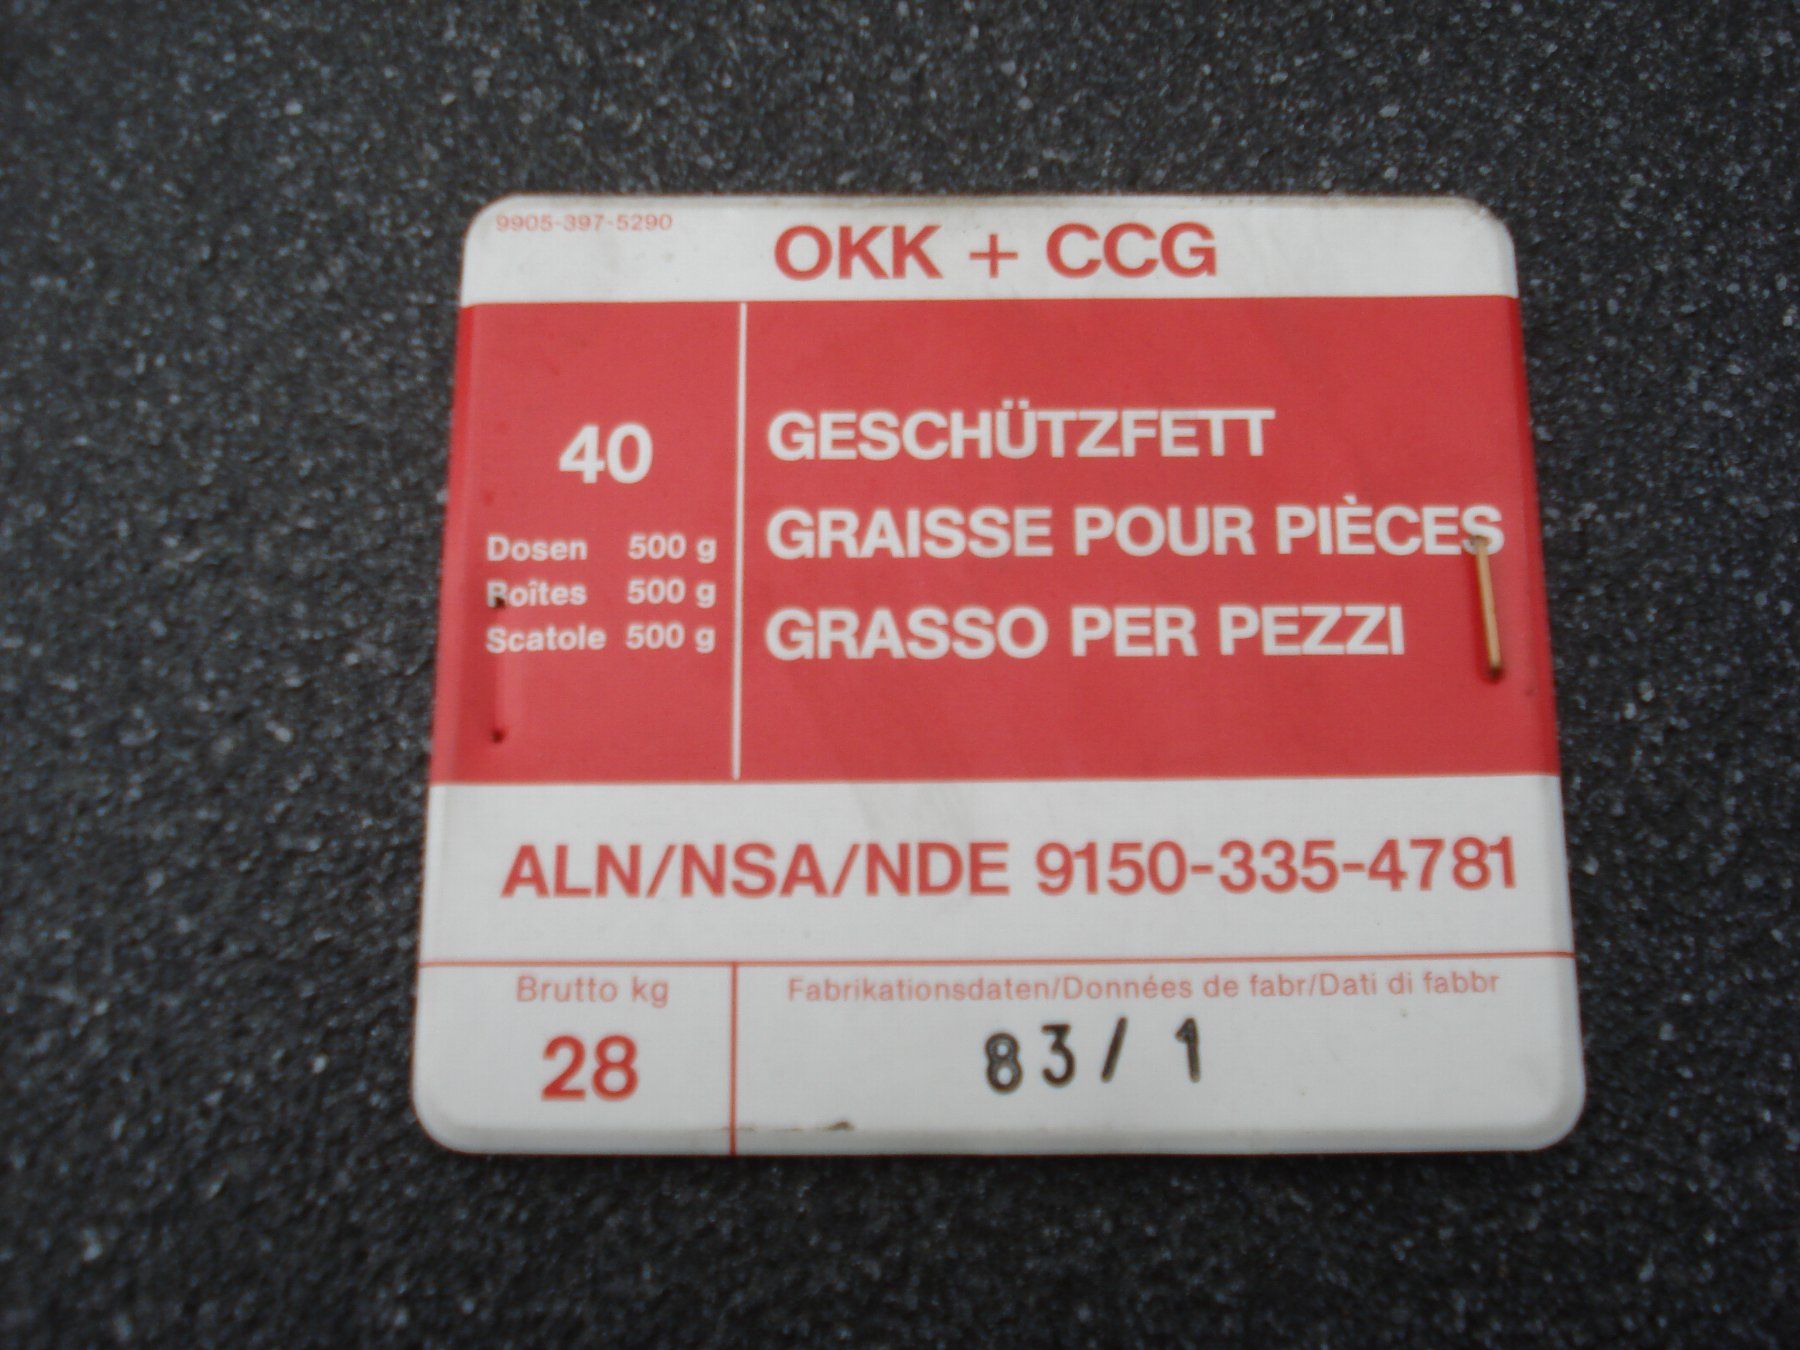 9905-397-5290
OKK + CCG
40
Dosen 500 g
Boîtes 500 g
Scatole 500 g
GESCHÜTZFETT
GRAISSE POUR PIÈCES
GRASSO PER PEZZI
ALN/NSA/NDE 9150-335-4781
Brutto kg
28
Fabrikationsdaten/Données de fabr/Dati di fabbr
83/ 1